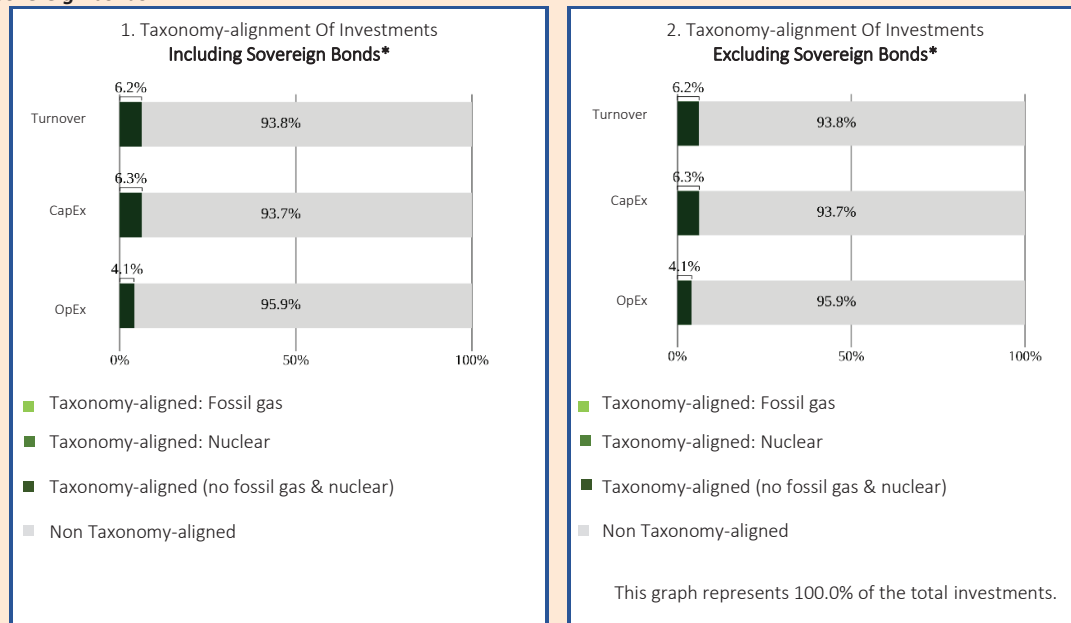 1. Taxonomy-alignment Of Investments
Including Sovereign Bonds*
6.2%
Turnover
93.8%
6.3%
CapEx
93.7%
4.1%
OpEx
95.9%
0% 50% 100%
Taxonomy-aligned: Fossil gas
Taxonomy-aligned: Nuclear
Taxonomy-aligned (no fossil gas & nuclear)
Non Taxonomy-aligned
2. Taxonomy-alignment Of Investments
Excluding Sovereign Bonds*
6.2%
Turnover
93.8%
6.3%
CapEx
93.7%
4.1%
OpEx
95.9%
0% 50% 100%
Taxonomy-aligned: Fossil gas
Taxonomy-aligned: Nuclear
Taxonomy-aligned (no fossil gas & nuclear)
Non Taxonomy-aligned
This graph represents 100.0% of the total investments.